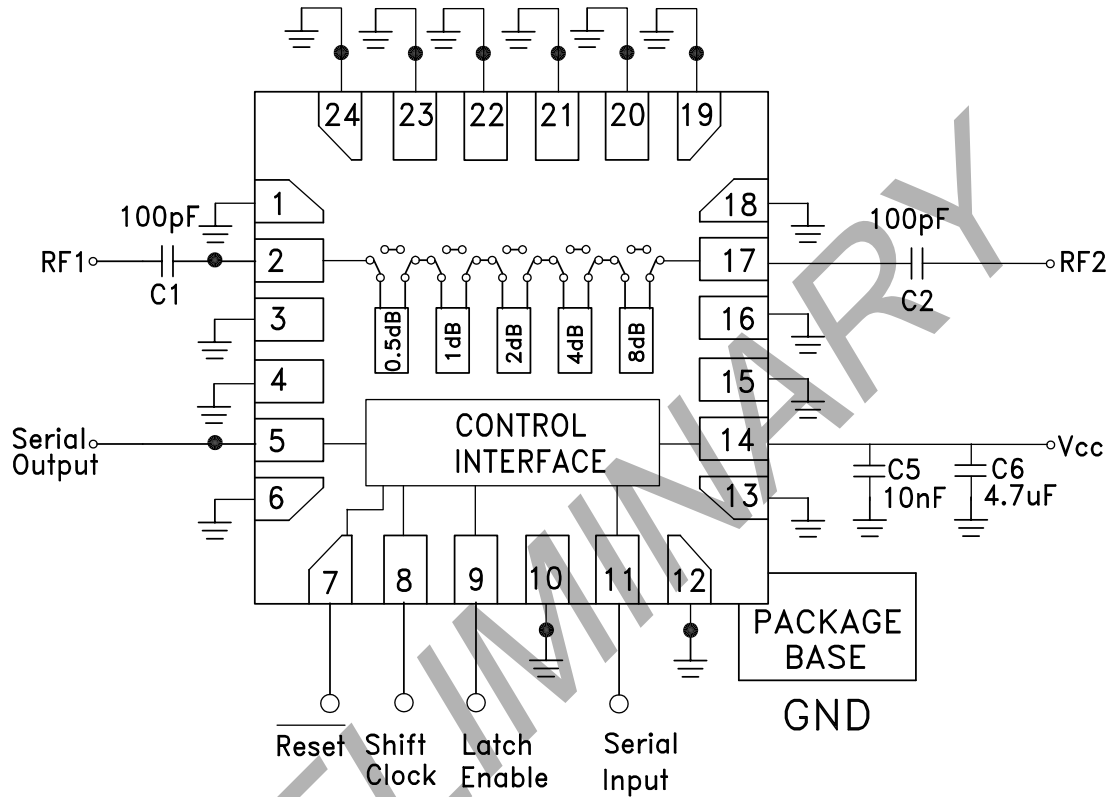 24
23
22
21
20
19
1
18
100pF
100pF
RF1
2
17
RF2
C1
C2
3
0.5dB
1dB
2dB
4dB
8dB
16
4
15
Serial
Output
5
CONTROL
INTERFACE
14
Vcc
C5
10nF
C6
4.7uF
6
13
7
8
9
10
11
12
PACKAGE
BASE
GND
Reset
Shift
Clock
Latch
Enable
Serial
Input
LIMINARY